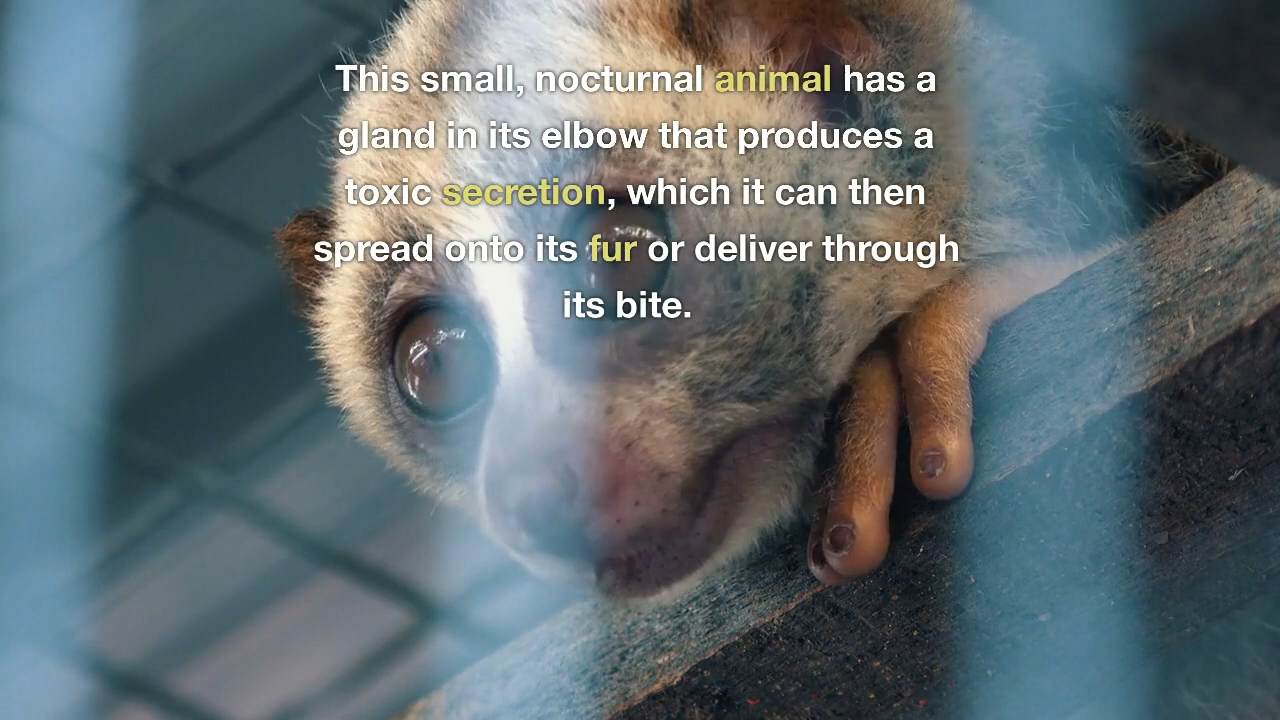 This small, nocturnal animal has a
gland in its elbow that produces a
toxic secretion, which it can then
spread onto its fur or deliver through
its bite.